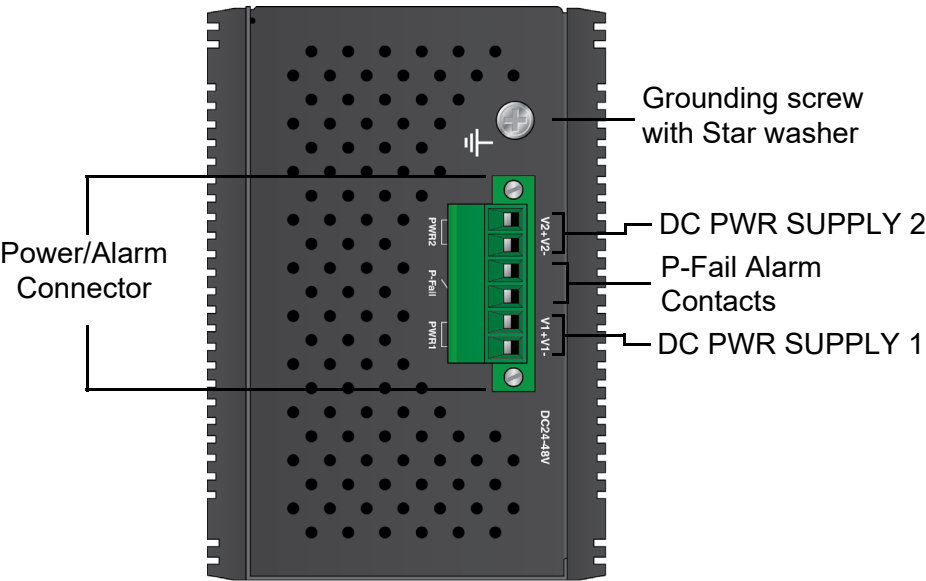 Grounding screw
with Star washer
Power/Alarm
Connector
PWR2
P-Fail
PWR1
V2+V2-
V1+V1-
DC24-48V
DC PWR SUPPLY 2
P-Fail Alarm
Contacts
DC PWR SUPPLY 1